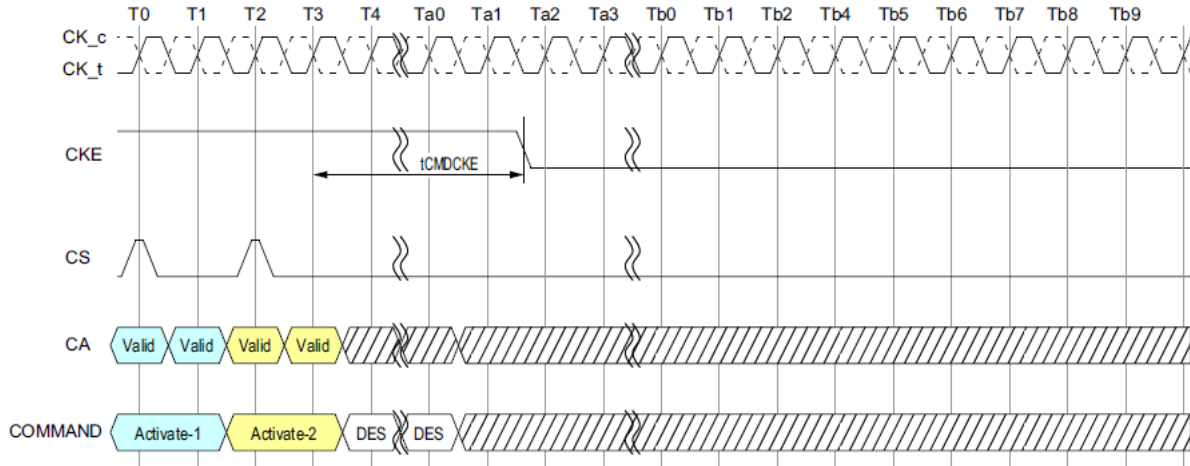 T0 T1 T2 T3 T4 Ta0 Ta1 Ta2 Ta3 Tb0 Tb1 Tb2 Tb4 Tb5 Tb6 Tb7 Tb8 Tb9
CK_c
CK_t
CKE
tCMDCKE
CS
CA Valid Valid Valid Valid
COMMAND Activate-1 Activate-2 DES DES